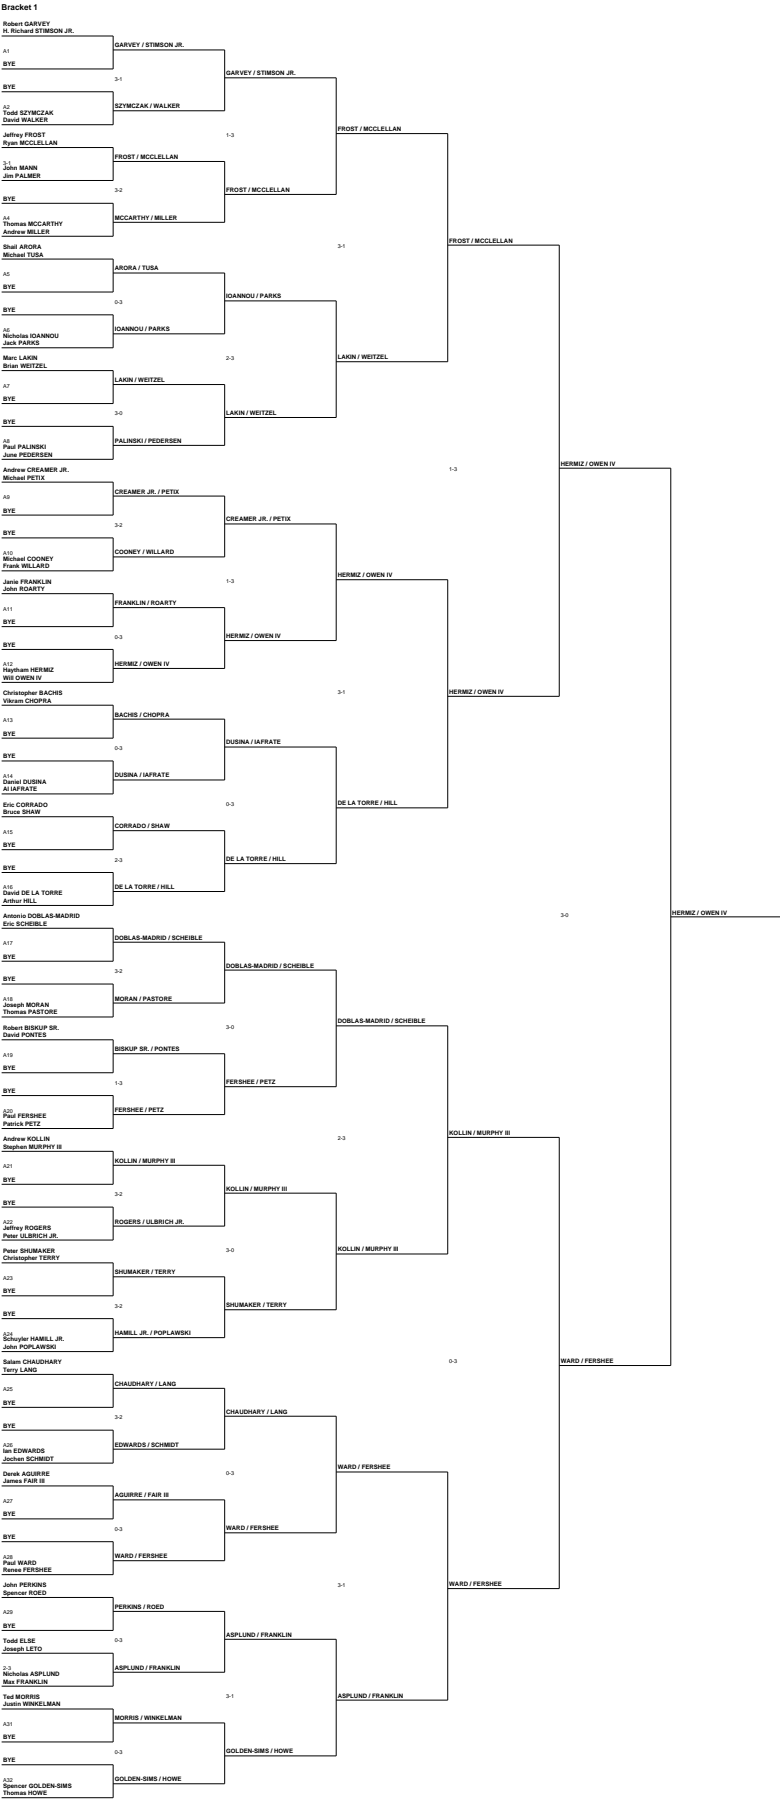 Bracket 1
Robert GARVEY
H. Richard STIMSON JR.
GARVEY / STIMSON JR.
A1
BYE
GARVEY / STIMSON JR.
3-1
BYE
A2
SZYMCZAK / WALKER
Todd SZYMCZAK
David WALKER
FROST / MCCLELLAN
1-3
Jeffrey FROST
Ryan MCCLELLAN
FROST / MCCLELLAN
3-1
John MANN
Jim PALMER
3-2
FROST / MCCLELLAN
BYE
A4
MCCARTHY / MILLER
Thomas MCCARTHY
Andrew MILLER
FROST / MCCLELLAN
3-1
Shail ARORA
Michael TUSA
ARORA / TUSA
A5
BYE
IOANNOU / PARKS
0-3
BYE
A6
IOANNOU / PARKS
Nicholas IOANNOU
Jack PARKS
2-3
LAKIN / WEITZEL
Marc LAKIN
Brian WEITZEL
LAKIN / WEITZEL
A7
BYE
3-0
LAKIN / WEITZEL
BYE
A8
PALINSKI / PEDERSEN
Paul PALINSKI
June PEDERSEN
HERMIZ / OWEN IV
1-3
Andrew CREAMER JR.
Michael PETIX
CREAMER JR. / PETIX
A9
BYE
CREAMER JR. / PETIX
3-2
BYE
A10
COONEY / WILLARD
Michael COONEY
Frank WILLARD
HERMIZ / OWEN IV
1-3
Janie FRANKLIN
John ROARTY
FRANKLIN / ROARTY
A11
BYE
0-3
HERMIZ / OWEN IV
BYE
A12
HERMIZ / OWEN IV
Haytham HERMIZ
Will OWEN IV
3-1
HERMIZ / OWEN IV
Christopher BACHIS
Vikram CHOPRA
BACHIS / CHOPRA
A13
BYE
DUSINA / IAFRATE
0-3
BYE
A14
DUSINA / IAFRATE
Daniel DUSINA
Al IAFRATE
0-3
DE LA TORRE / HILL
Eric CORRADO
Bruce SHAW
CORRADO / SHAW
A15
BYE
2-3
DE LA TORRE / HILL
BYE
A16
DE LA TORRE / HILL
David DE LA TORRE
Arthur HILL
3-0
HERMIZ / OWEN IV
Antonio DOBLAS-MADRID
Eric SCHEIBLE
DOBLAS-MADRID / SCHEIBLE
A17
BYE
DOBLAS-MADRID / SCHEIBLE
3-2
BYE
A18
MORAN / PASTORE
Joseph MORAN
Thomas PASTORE
DOBLAS-MADRID / SCHEIBLE
3-0
Robert BISKUP SR.
David PONTES
BISKUP SR. / PONTES
A19
BYE
1-3
FERSHEE / PETZ
BYE
A20
FERSHEE / PETZ
Paul FERSHEE
Patrick PETZ
KOLLIN / MURPHY III
2-3
Andrew KOLLIN
Stephen MURPHY III
KOLLIN / MURPHY III
A21
BYE
KOLLIN / MURPHY III
3-2
BYE
A22
ROGERS / ULBRICH JR.
Jeffrey ROGERS
Peter ULBRICH JR.
3-0
KOLLIN / MURPHY III
Peter SHUMAKER
Christopher TERRY
SHUMAKER / TERRY
A23
BYE
3-2
SHUMAKER / TERRY
BYE
A24
HAMILL JR. / POPLAWSKI
Schuyler HAMILL JR.
John POPLAWSKI
0-3
WARD / FERSHEE
Salam CHAUDHARY
Terry LANG
CHAUDHARY / LANG
A25
BYE
CHAUDHARY / LANG
3-2
BYE
A26
EDWARDS / SCHMIDT
Ian EDWARDS
Jochen SCHMIDT
WARD / FERSHEE
0-3
Derek AGUIRRE
James FAIR III
AGUIRRE / FAIR III
A27
BYE
0-3
WARD / FERSHEE
BYE
A28
WARD / FERSHEE
Paul WARD
Renee FERSHEE
3-1
WARD / FERSHEE
John PERKINS
Spencer ROED
PERKINS / ROED
A29
BYE
ASPLUND / FRANKLIN
0-3
Todd ELSE
Joseph LETO
2-3
ASPLUND / FRANKLIN
Nicholas ASPLUND
Max FRANKLIN
3-1
ASPLUND / FRANKLIN
Ted MORRIS
Justin WINKELMAN
MORRIS / WINKELMAN
A31
BYE
0-3
GOLDEN-SIMS / HOWE
BYE
A32
GOLDEN-SIMS / HOWE
Spencer GOLDEN-SIMS
Thomas HOWE